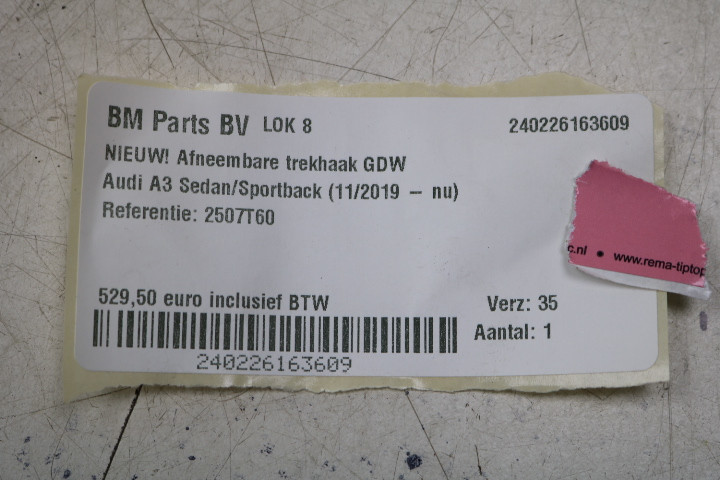 BM Parts BV LOK 8 240226163609
NIEUW! Afneembare trekhaak GDW
Audi A3 Sedan/Sportback (11/2019 – nu)
Referentie: 2507T60
c.nl • www.rema-tiptop
529,50 euro inclusief BTW Verz: 35
Aantal: 1
240226163609